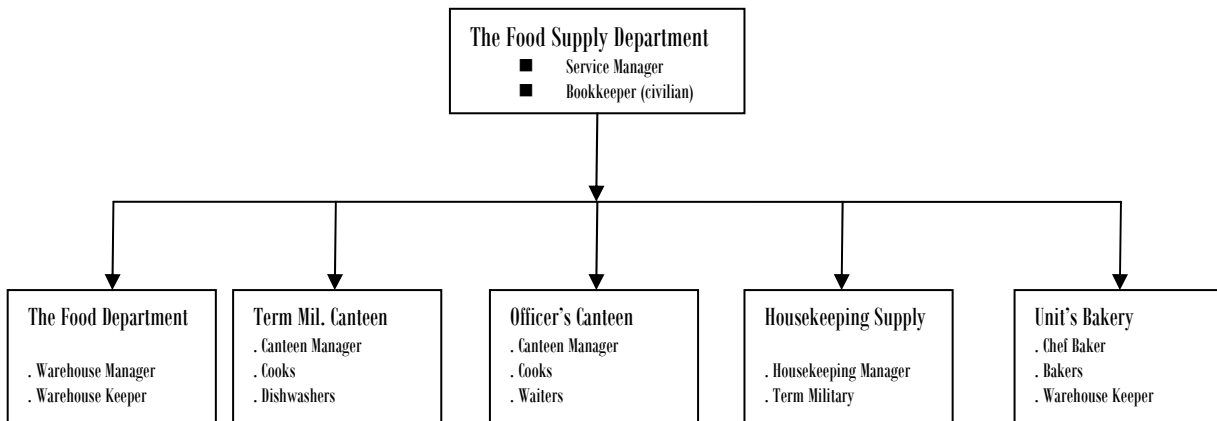 The Food Supply Department
■ Service Manager
■ Bookkeeper (civilian)
The Food Department
. Warehouse Manager
. Warehouse Keeper
Term Mil. Canteen
. Canteen Manager
. Cooks
. Dishwashers
Officer's Canteen
. Canteen Manager
. Cooks
. Waiters
Housekeeping Supply
. Housekeeping Manager
. Term Military
Unit's Bakery
. Chef Baker
. Bakers
. Warehouse Keeper